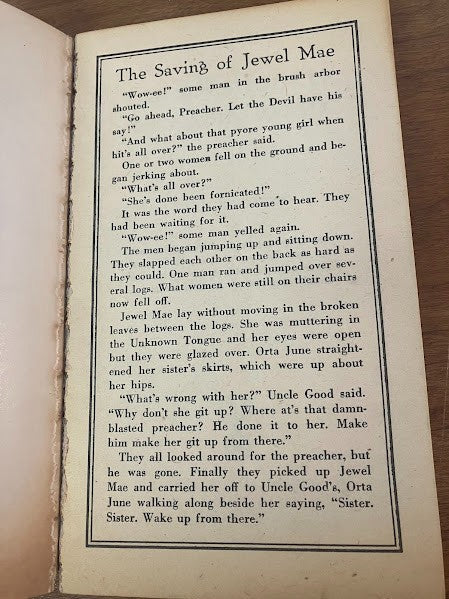 The Saving of Jewel Mae
"Wow-ee!" some man in the brush arbor
shouted.
"Go ahead, Preacher. Let the Devil have his
say!"
"And what about that pyore young girl when
hit's all over?" the preacher said.
One or two women fell on the ground and be-
gan jerking about.
"What's all over?"
"She's done been fornicated!"
It was the word they had come to hear. They
had been waiting for it.
"Wow-ee!" some man yelled again.
The men began jumping up and sitting down.
They slapped each other on the back as hard as
they could. One man ran and jumped over sev-
eral logs. What women were still on their chairs
now fell off.
Jewel Mae lay without moving in the broken
leaves between the logs. She was muttering in
the Unknown Tongue and her eyes were open
but they were glazed over. Orta June straight-
ened her sister's skirts, which were up about
her hips.
"What's wrong with her?" Uncle Good said.
"Why don't she git up? Where at's that damn-
blasted preacher? He done it to her. Make
him make her git up from there."
They all looked around for the preacher, but
he was gone. Finally they picked up Jewel
Mae and carried her off to Uncle Good's, Orta
June walking along beside her saying, "Sister.
Sister. Wake up from there."